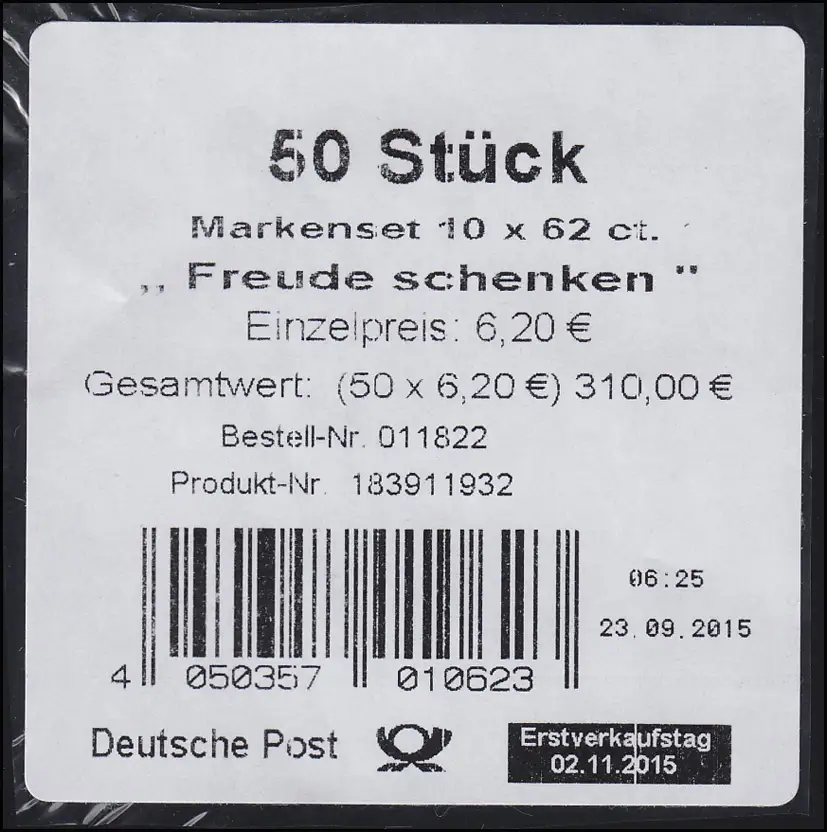 50 Stück
Markenset 10 x 62 ct.
„ Freude schenken "
Einzelpreis: 6,20 €
Gesamtwert: (50 x 6,20 €) 310,00 €
Bestell-Nr. 011822
Produkt-Nr. 183911932
06:25
23.09.2015
4 050357 010623
Deutsche Post
Erstverkaufstag
02.11.2015